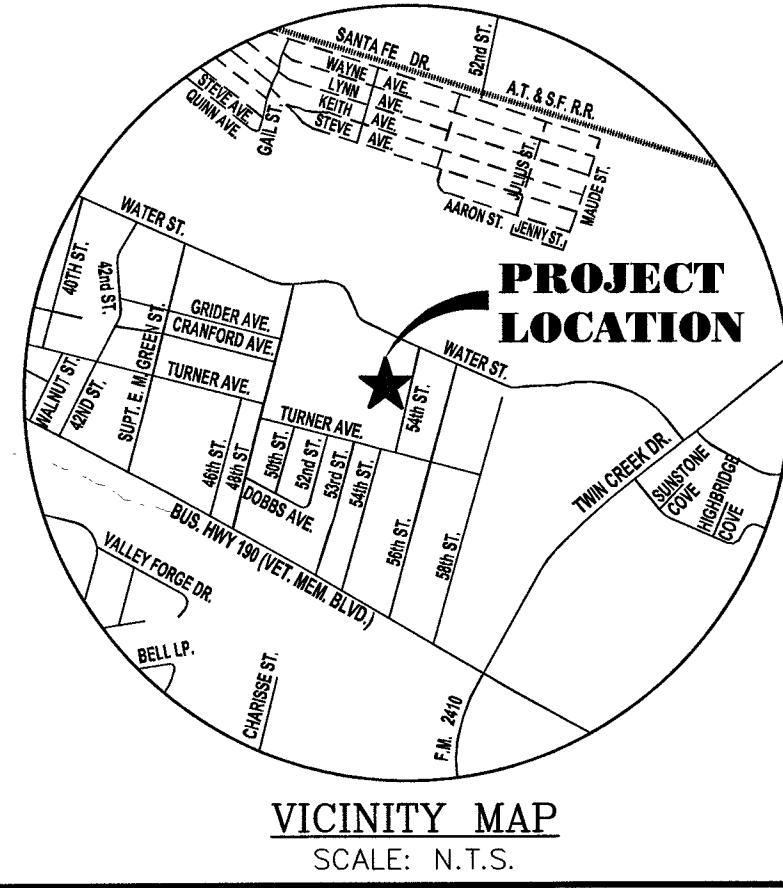 52nd ST.
SANTA FE DR.
A.T. & S.F. R.R.
WAYNE AVE.
LYNN AVE.
KEITH AVE.
STEVE AVE.
STEVE AVE
QUINN AVE.
GAIL ST.
JULIUS ST.
MAUDE ST.
AARON ST.
JENNY ST.
WATER ST.
40TH ST.
42nd ST.
GRIDER AVE.
CRANFORD AVE.
SUPT. E. M. GREEN ST.
TURNER AVE.
WALNUT ST.
42ND ST.
PROJECT
LOCATION
WATER ST.
54th ST.
TURNER AVE.
46th ST.
48th ST
50th ST.
52nd ST.
53rd ST.
54th ST.
DOBBS AVE.
56th ST.
58th ST.
TWIN CREEK DR.
SUNSTONE
COVE
HIGHBRIDGE
COVE
BUS. HWY 190 (VET. MEM. BLVD.)
VALLEY FORGE DR.
BELL LP.
CHARISSE ST.
F.M. 2410
VICINITY MAP
SCALE: N.T.S.